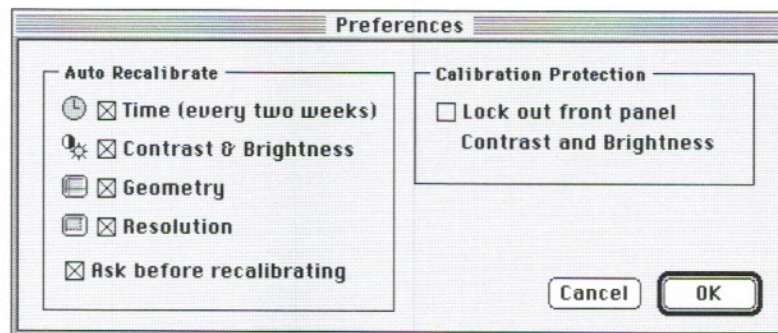 Preferences
Auto Recalibrate
Time (every two weeks)
Contrast & Brightness
Geometry
Resolution
Ask before recalibrating
Calibration Protection
Lock out front panel
Contrast and Brightness
Cancel
OK